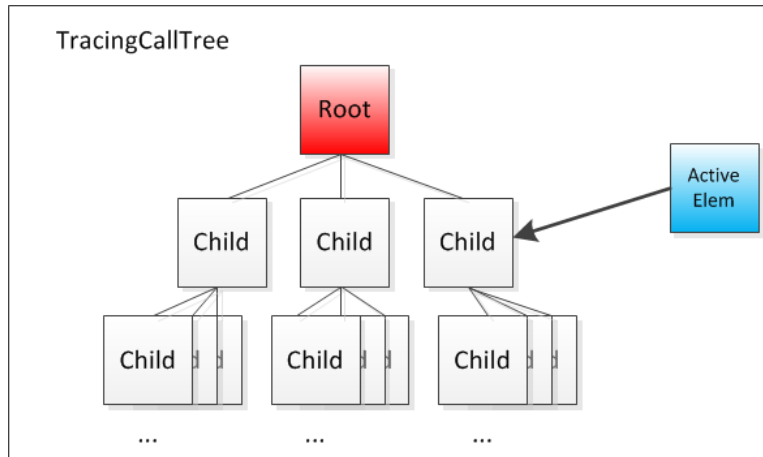 TracingCallTree
Root
Active
Elem
Child Child Child
Child d d Child d Child
... ... ...